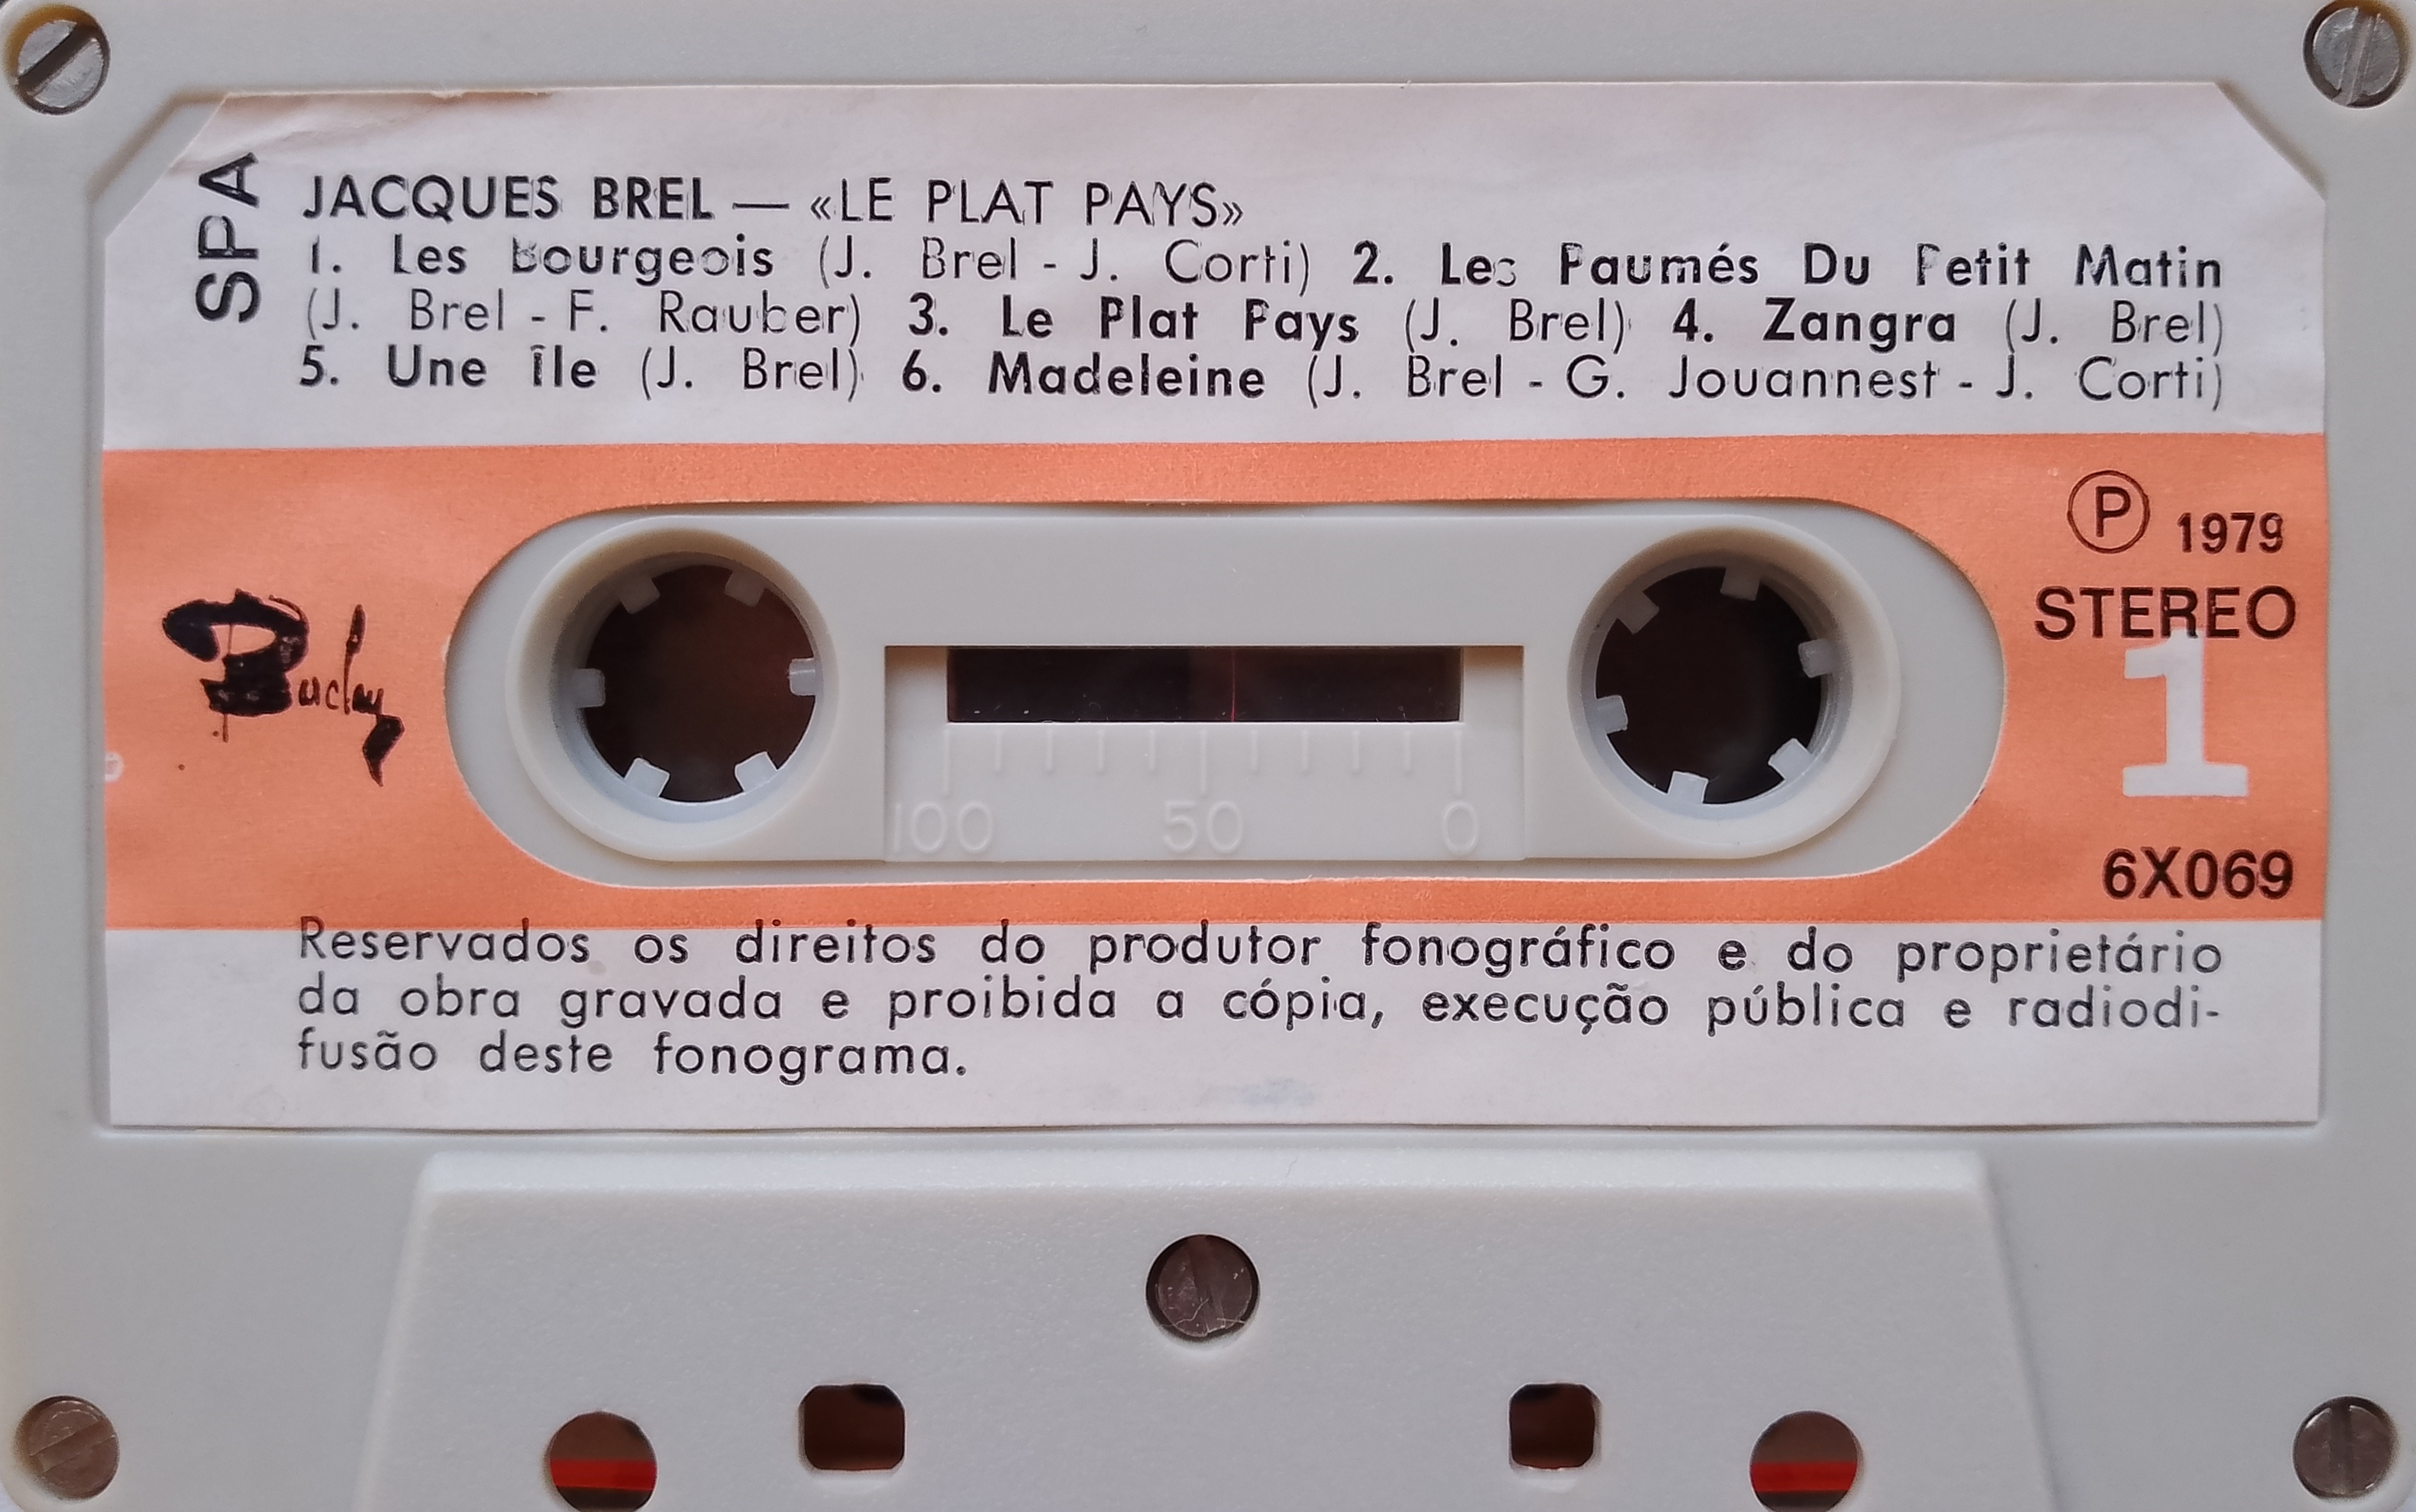 SPA
JACQUES BREL — «LE PLAT PAYS»
1. Les Bourgeois (J. Brel - J. Corti) 2. Les Paumés Du Petit Matin
(J. Brel - F. Rauber) 3. Le Plat Pays (J. Brel) 4. Zangra (J. Brel)
5. Une île (J. Brel) 6. Madeleine (J. Brel - G. Jouannest - J. Corti)
Ⓟ 1979
STEREO
Barclay
1
100 50 0
6X069
Reservados os direitos do produtor fonográfico e do proprietário
da obra gravada e proibida a cópia, execução pública e radiodi-
fusão deste fonograma.